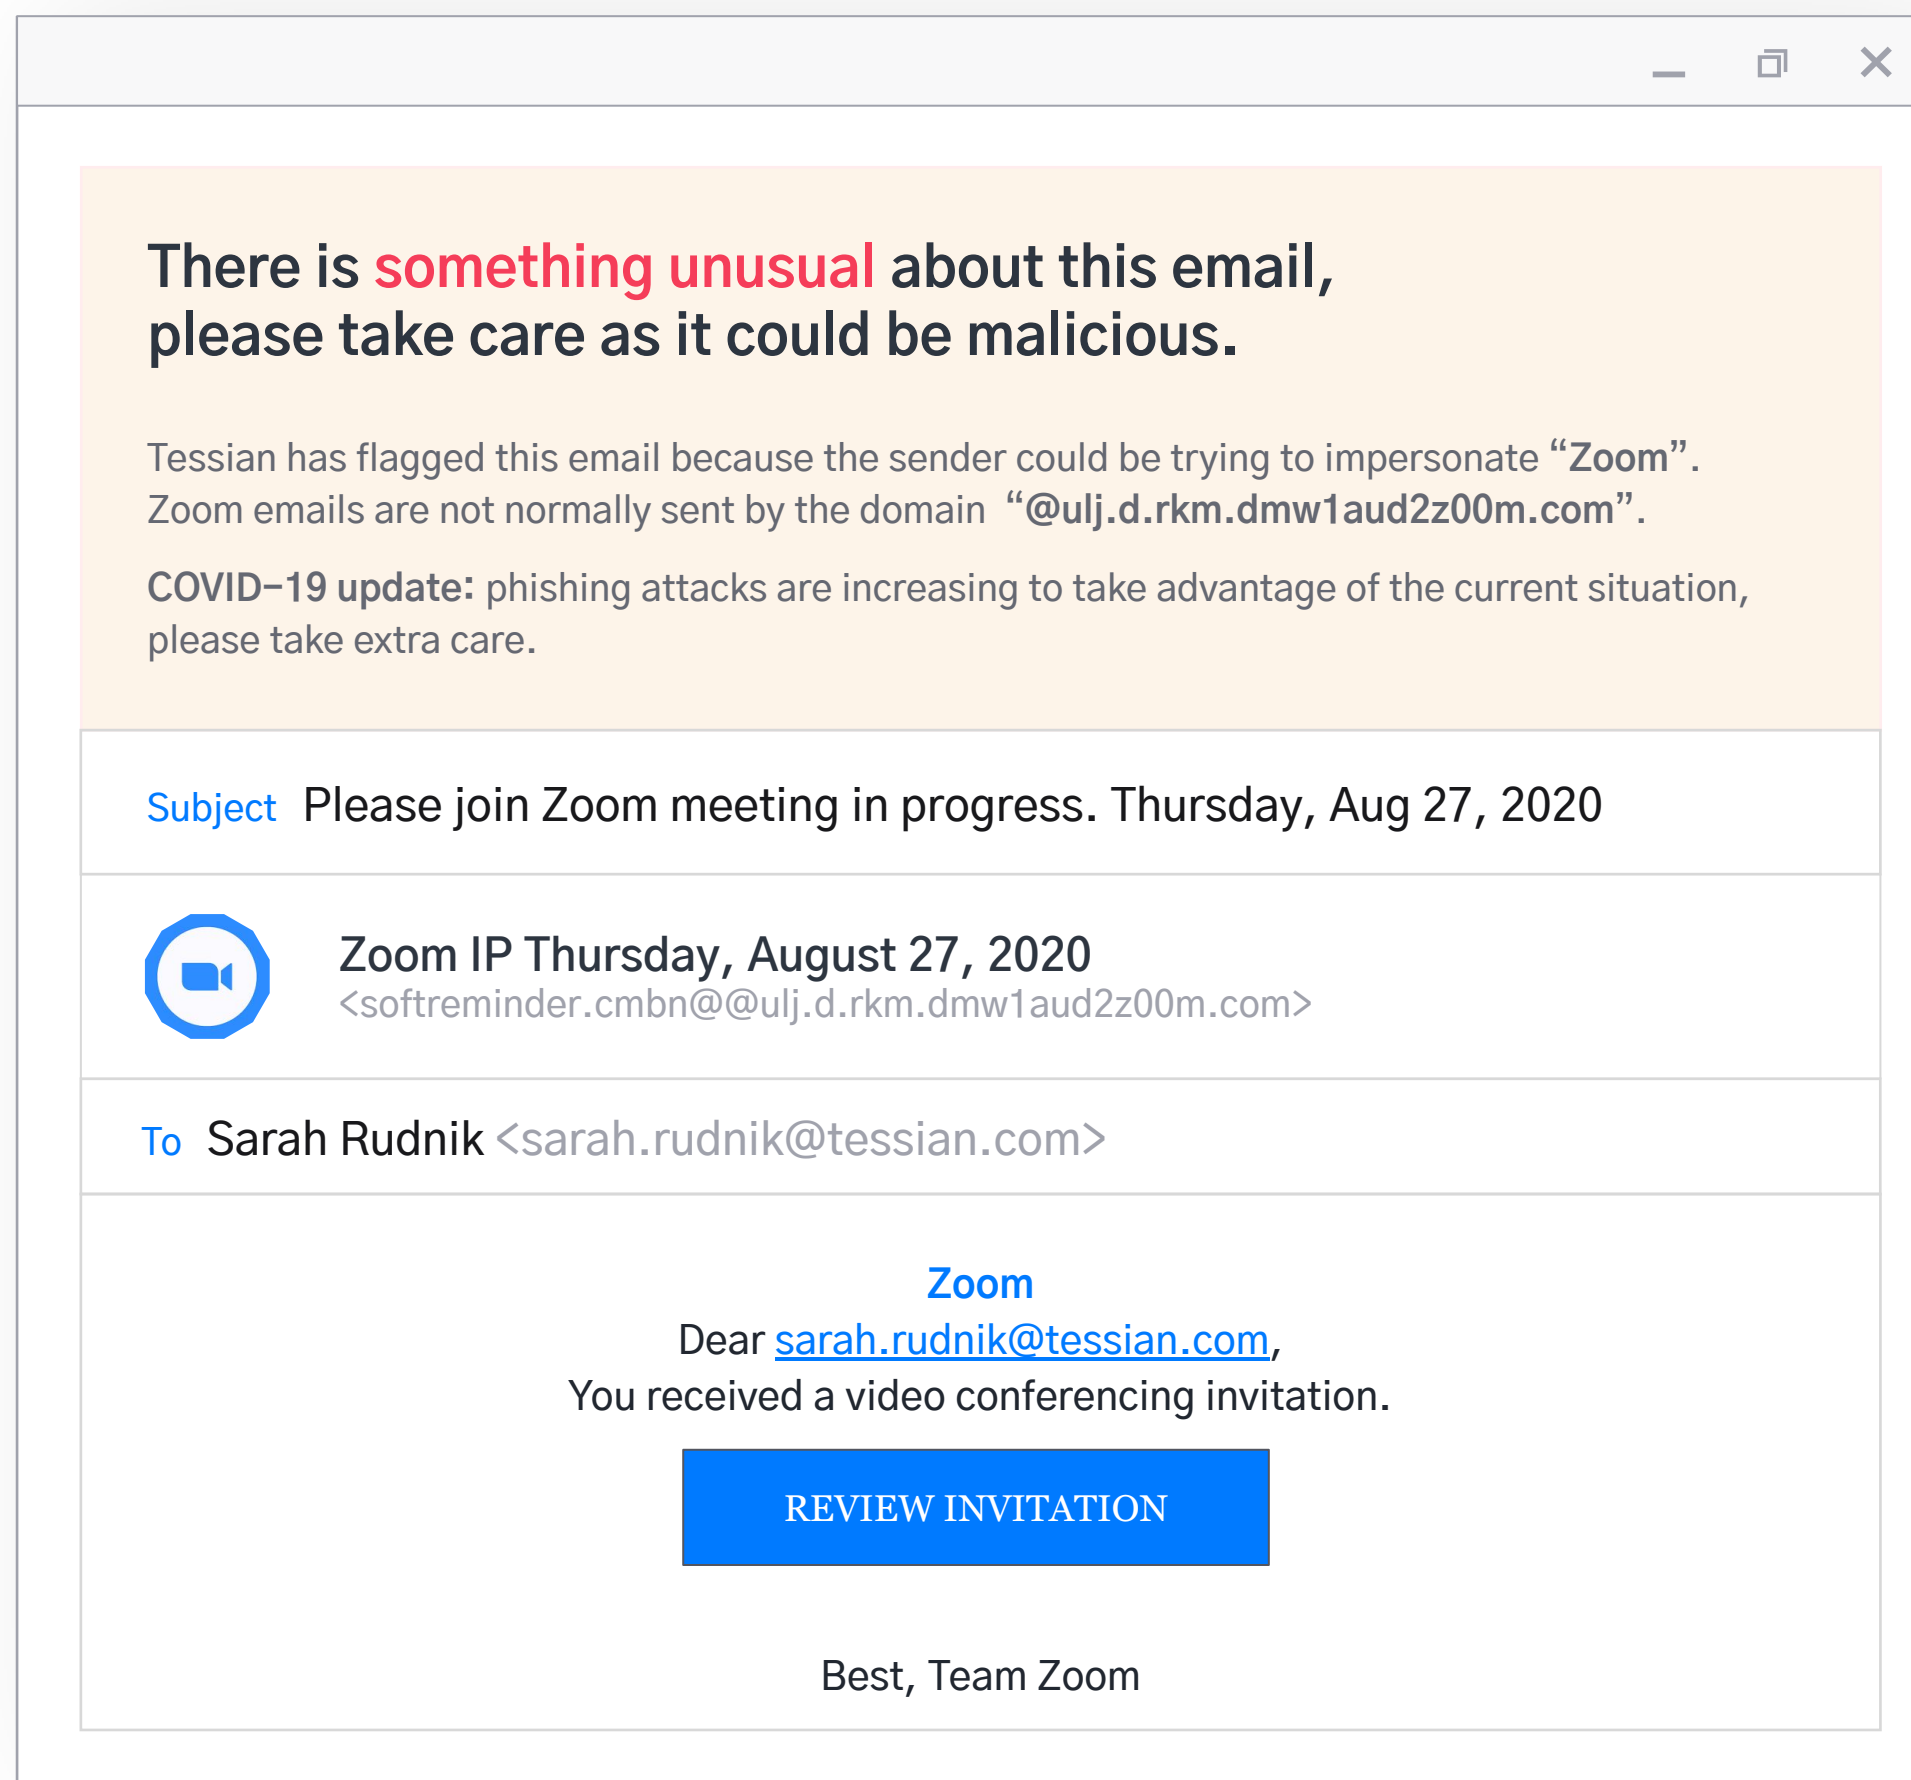 There is something unusual about this email,
please take care as it could be malicious.
Tessian has flagged this email because the sender could be trying to impersonate “Zoom”.
Zoom emails are not normally sent by the domain “@ulj.d.rkm.dmw1aud2z00m.com”.
COVID-19 update: phishing attacks are increasing to take advantage of the current situation,
please take extra care.
Subject Please join Zoom meeting in progress. Thursday, Aug 27, 2020
Zoom IP Thursday, August 27, 2020
<softreminder.cmbn@@ulj.d.rkm.dmw1aud2z00m.com>
To Sarah Rudnik <sarah.rudnik@tessian.com>
Zoom
Dear sarah.rudnik@tessian.com,
You received a video conferencing invitation.
REVIEW INVITATION
Best, Team Zoom